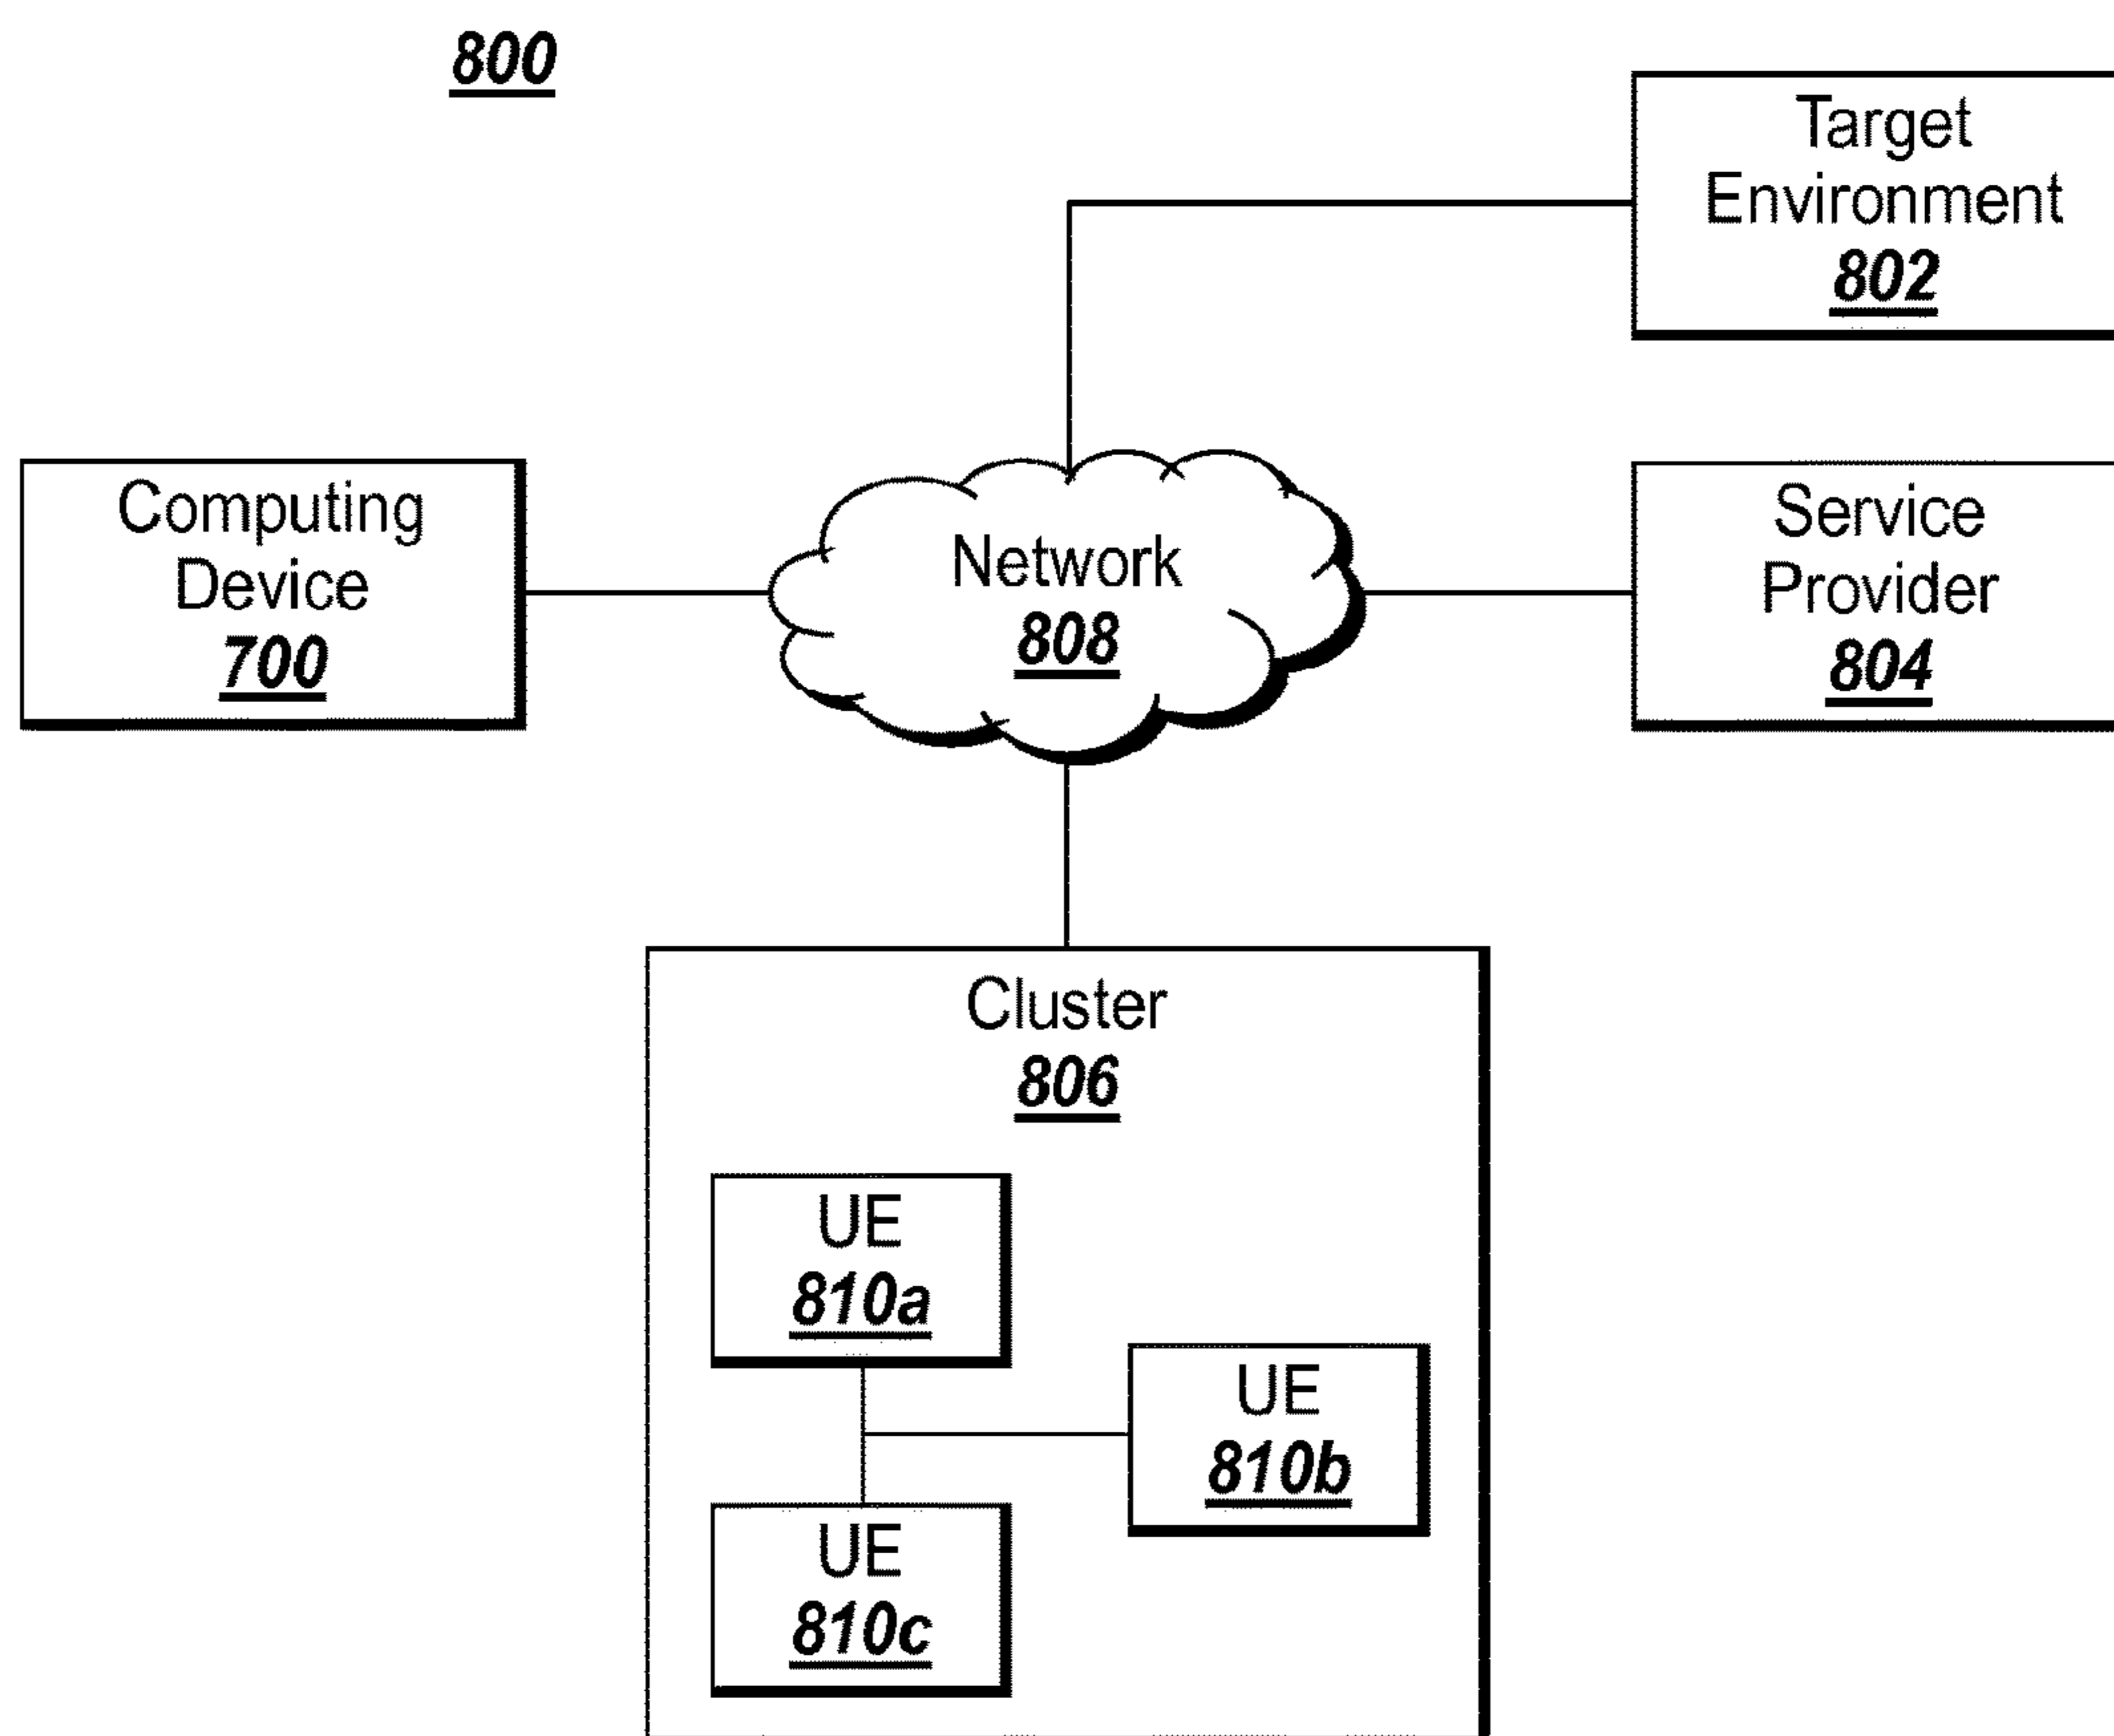 800
Target
Environment
802
Computing
Device
700
Network
808
Service
Provider
804
Cluster
806
UE
810a
UE
810b
UE
810c